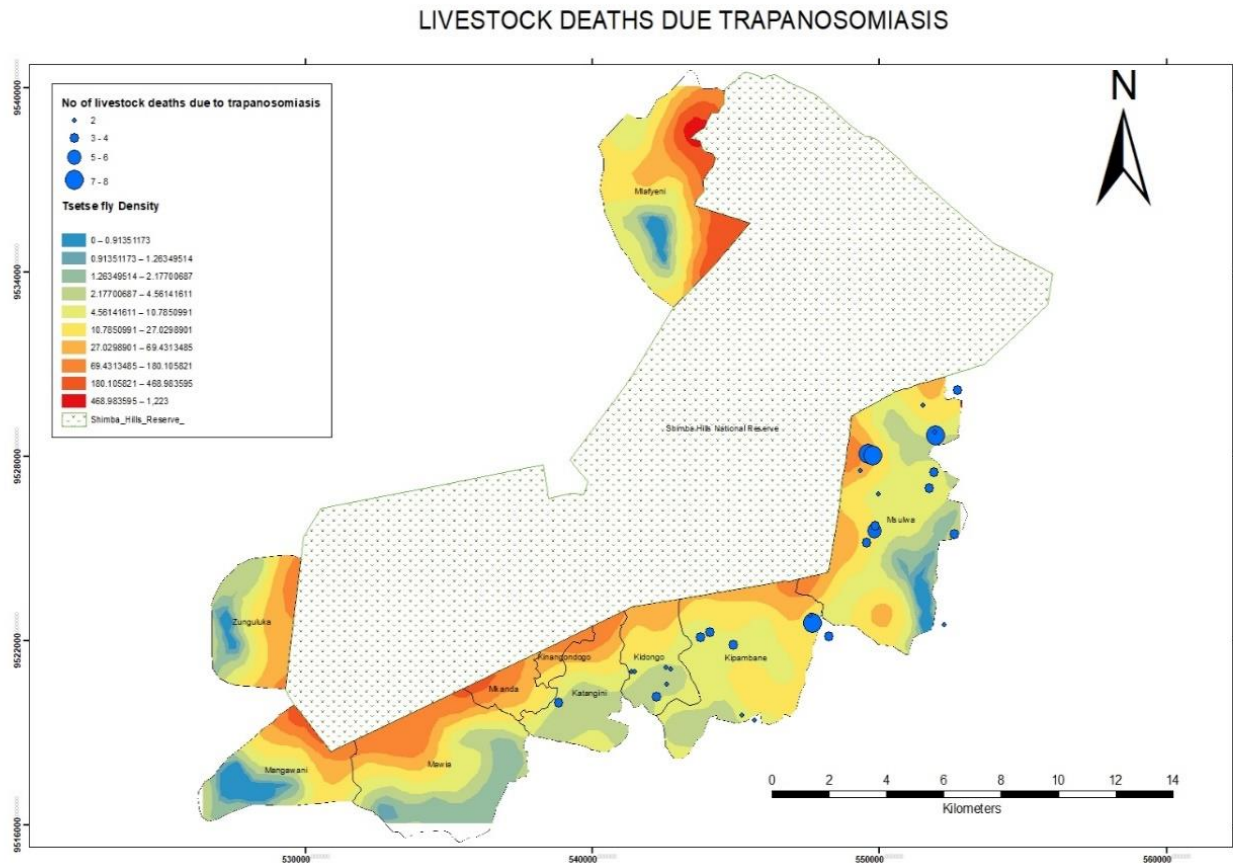 LIVESTOCK DEATHS DUE TRAPANOSOMIASIS
No of livestock deaths due to trapanosomiasis
2
3 - 4
5 - 6
7 - 8
Tsetse fly Density
0 – 0.91351173
0.91351173 – 1.26349514
1.26349514 – 2.17700687
2.17700687 – 4.56141611
4.56141611 – 10.7850991
10.7850991 – 27.0298901
27.0298901 – 69.4313485
69.4313485 – 180.105821
180.105821 – 468.983595
468.983595 – 1,223
Shimba_Hills_Reserve_
N
Mlafyeni
Shimba Hills National Reserve
Msulwa
Zunguluka
Kinangondogo
Kidongo
Kipambane
Mkanda
Katangini
Mangawani
Mawia
0 2 4 6 8 10 12 14
Kilometers
9540000
9534000
9528000
9522000
9516000
530000
540000
550000
560000